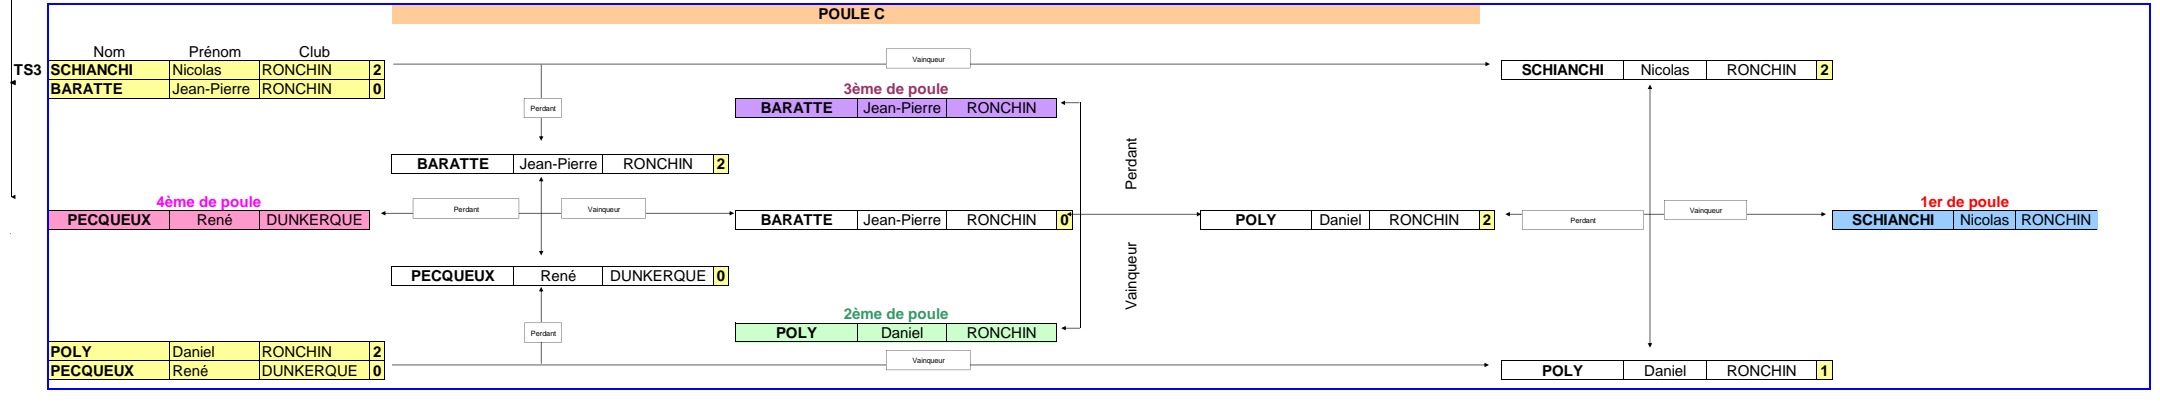 POULE C
Nom Prénom Club
TS3 SCHIANCHI Nicolas RONCHIN 2
BARATTE Jean-Pierre RONCHIN 0
Vainqueur
SCHIANCHI Nicolas RONCHIN 2
Perdant
3ème de poule
BARATTE Jean-Pierre RONCHIN
Perdant
BARATTE Jean-Pierre RONCHIN 2
4ème de poule
PECQUEUX René DUNKERQUE
Perdant
Vainqueur
BARATTE Jean-Pierre RONCHIN 0
POLY Daniel RONCHIN 2
Perdant
Vainqueur
1er de poule
SCHIANCHI Nicolas RONCHIN
Vainqueur
PECQUEUX René DUNKERQUE 0
2ème de poule
POLY Daniel RONCHIN
Perdant
POLY Daniel RONCHIN 2
PECQUEUX René DUNKERQUE 0
Vainqueur
POLY Daniel RONCHIN 1